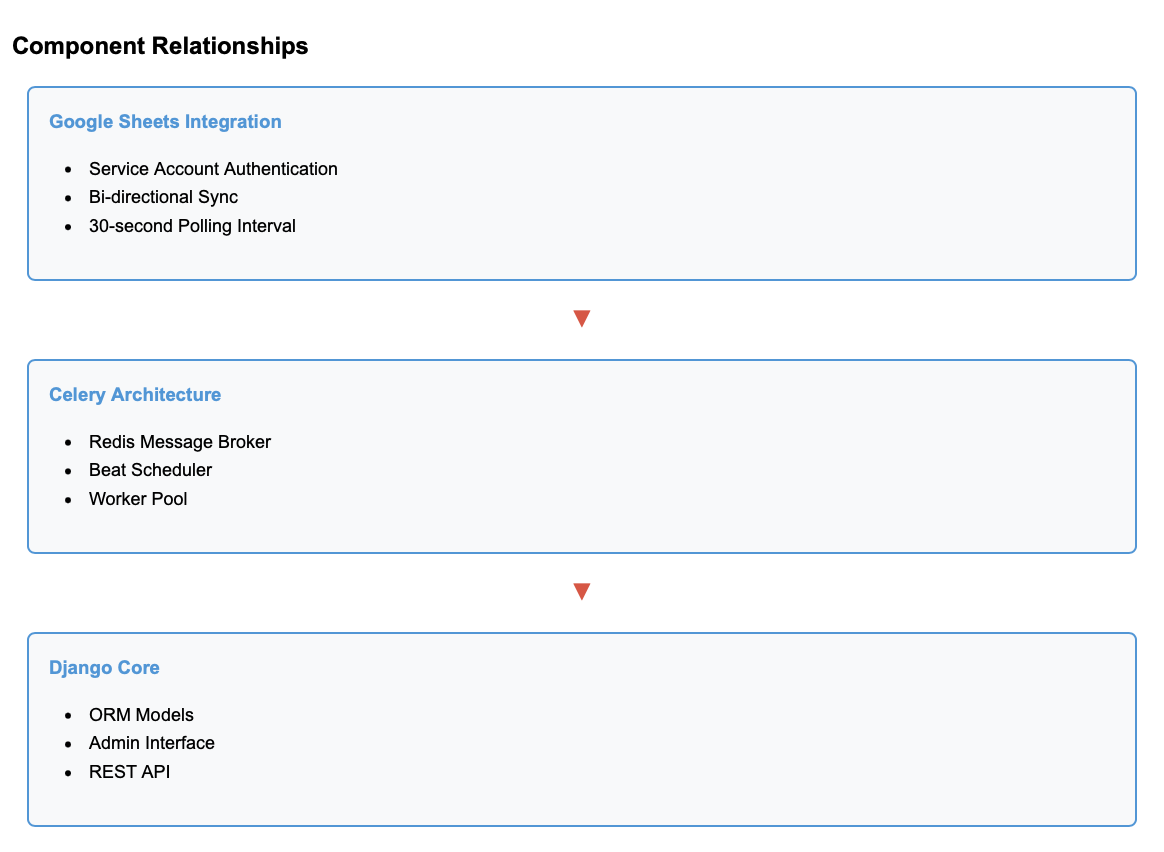 Component Relationships
Google Sheets Integration
Service Account Authentication
Bi-directional Sync
30-second Polling Interval
Celery Architecture
Redis Message Broker
Beat Scheduler
Worker Pool
Django Core
ORM Models
Admin Interface
REST API